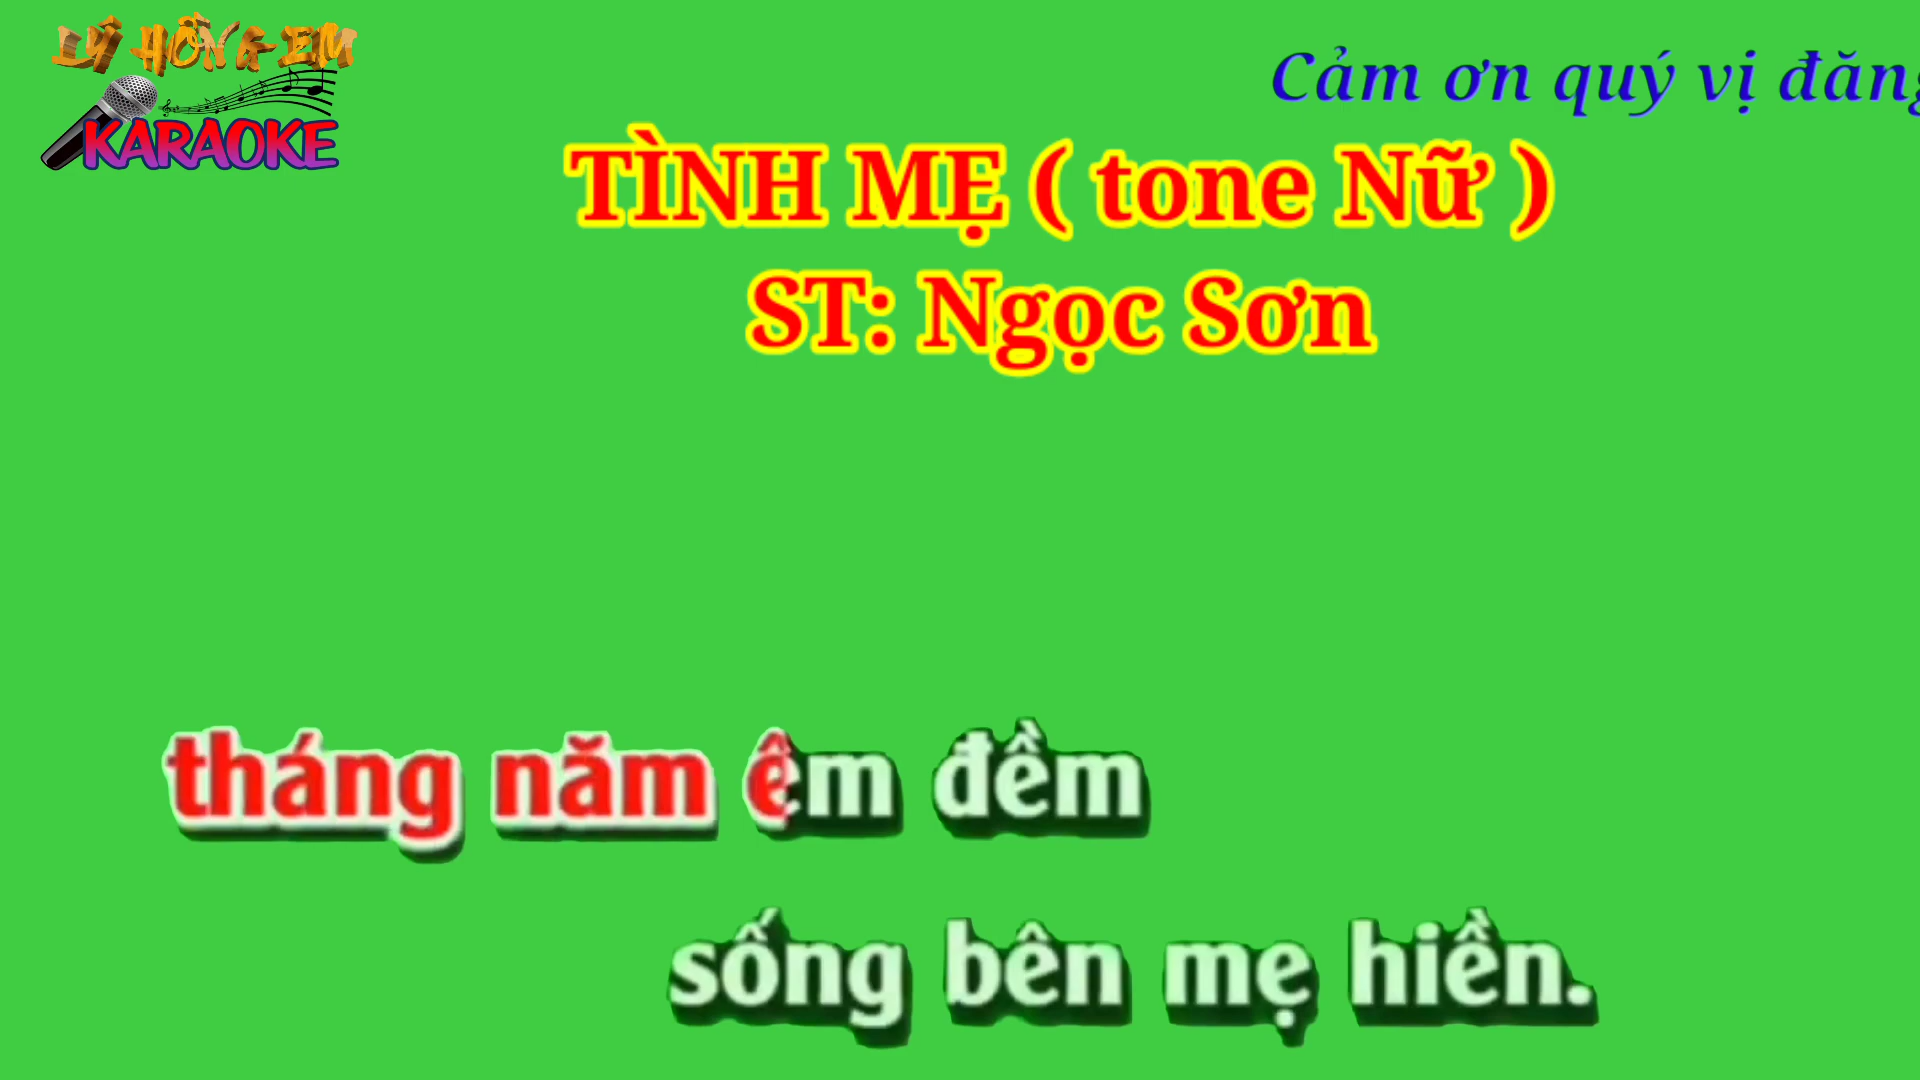 LÝ HỒNG EM
KARAOKE
Cảm ơn quý vị đăng
TÌNH MẸ ( tone Nữ )
ST: Ngọc Sơn
tháng năm êm đềm
sống bên mẹ hiền.